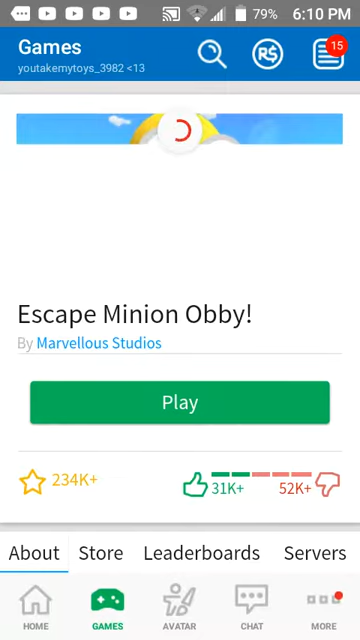 79% 6:10 PM
Games
youtakemytoys_3982 <13
R$
15
Escape Minion Obby!
By Marvellous Studios
Play
234K+
31K+
52K+
About Store Leaderboards Servers
HOME GAMES AVATAR CHAT MORE